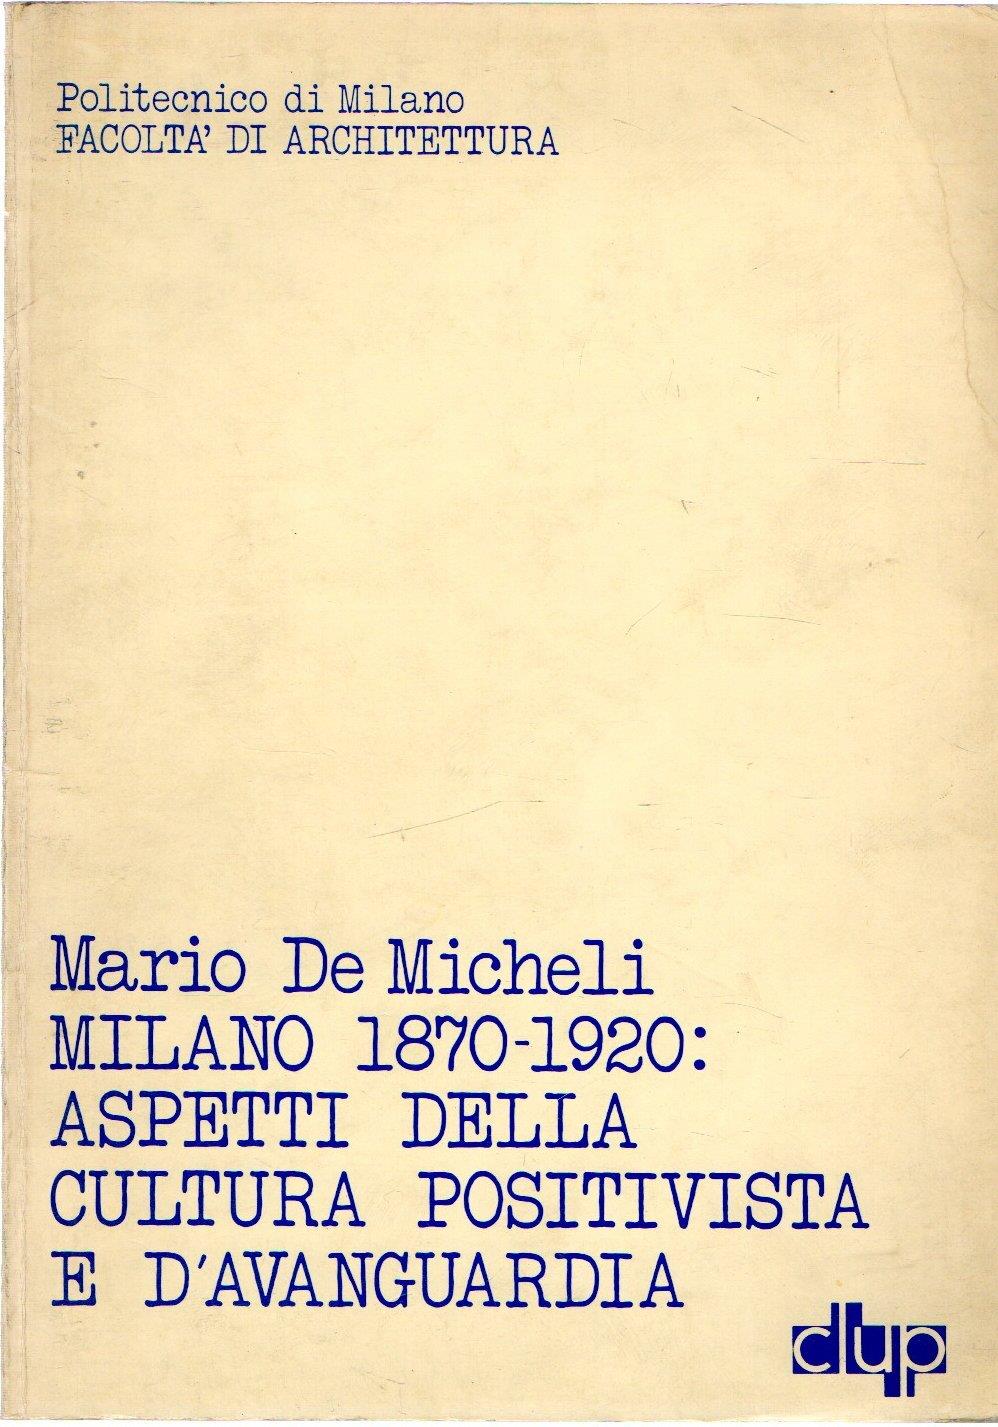 Politecnico di Milano
FACOLTA' DI ARCHITETTURA
Mario De Micheli
MILANO 1870-1920:
ASPETTI DELLA
CULTURA POSITIVISTA
E D'AVANGUARDIA
clup